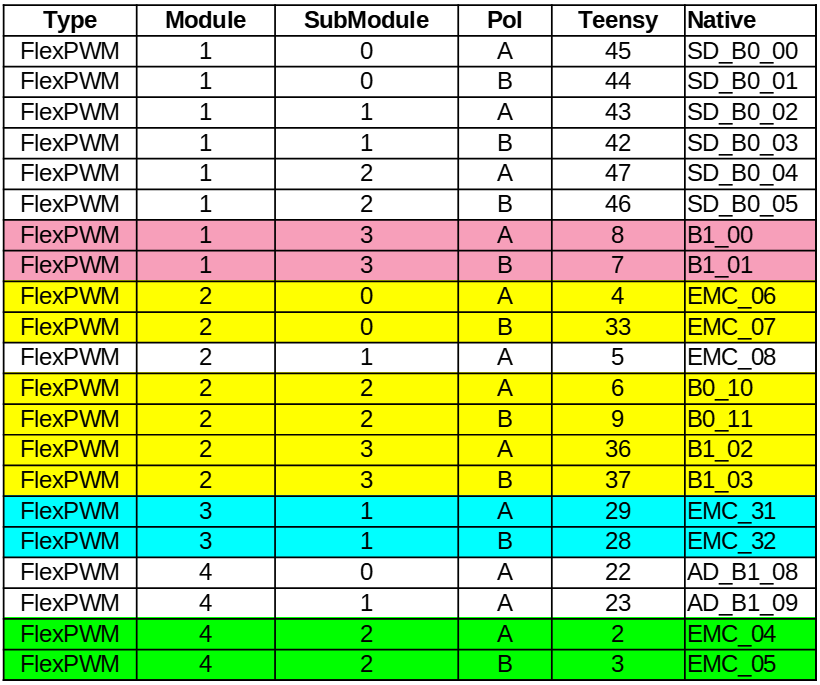 Type Module SubModule Pol Teensy Native
FlexPWM 1 0 A 45 SD_B0_00
FlexPWM 1 0 B 44 SD_B0_01
FlexPWM 1 1 A 43 SD_B0_02
FlexPWM 1 1 B 42 SD_B0_03
FlexPWM 1 2 A 47 SD_B0_04
FlexPWM 1 2 B 46 SD_B0_05
FlexPWM 1 3 A 8 B1_00
FlexPWM 1 3 B 7 B1_01
FlexPWM 2 0 A 4 EMC_06
FlexPWM 2 0 B 33 EMC_07
FlexPWM 2 1 A 5 EMC_08
FlexPWM 2 2 A 6 B0_10
FlexPWM 2 2 B 9 B0_11
FlexPWM 2 3 A 36 B1_02
FlexPWM 2 3 B 37 B1_03
FlexPWM 3 1 A 29 EMC_31
FlexPWM 3 1 B 28 EMC_32
FlexPWM 4 0 A 22 AD_B1_08
FlexPWM 4 1 A 23 AD_B1_09
FlexPWM 4 2 A 2 EMC_04
FlexPWM 4 2 B 3 EMC_05